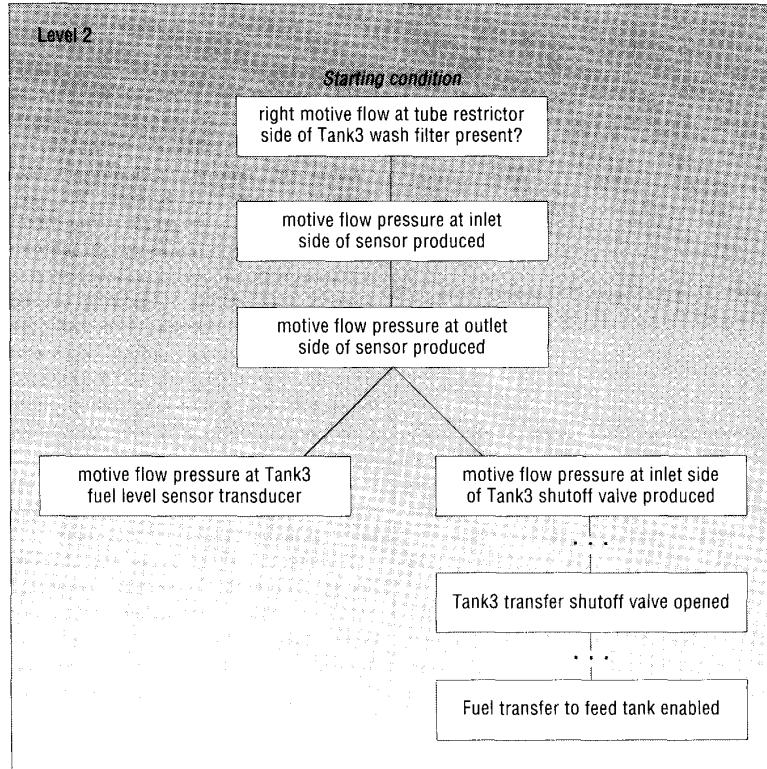 Level 2
Starting condition
right motive flow at tube restrictor
side of Tank3 wash filter present?
motive flow pressure at inlet
side of sensor produced
motive flow pressure at outlet
side of sensor produced
motive flow pressure at Tank3
fuel level sensor transducer
motive flow pressure at inlet side
of Tank3 shutoff valve produced
. . .
Tank3 transfer shutoff valve opened
. . .
Fuel transfer to feed tank enabled